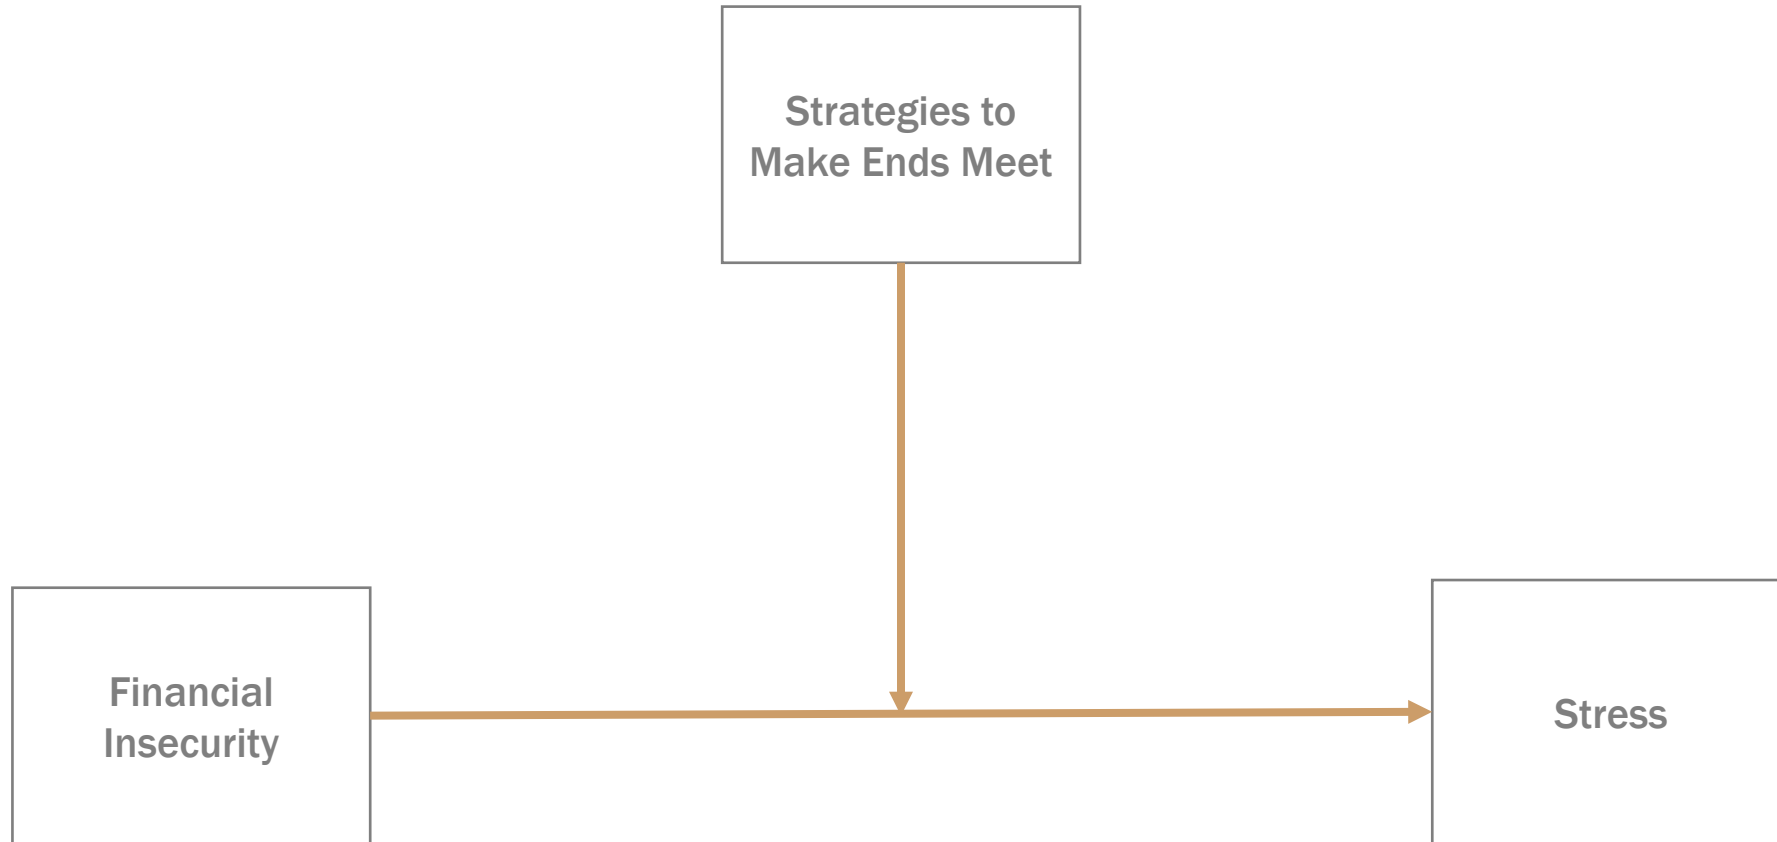 Strategies to
Make Ends Meet
Financial
Insecurity
Stress